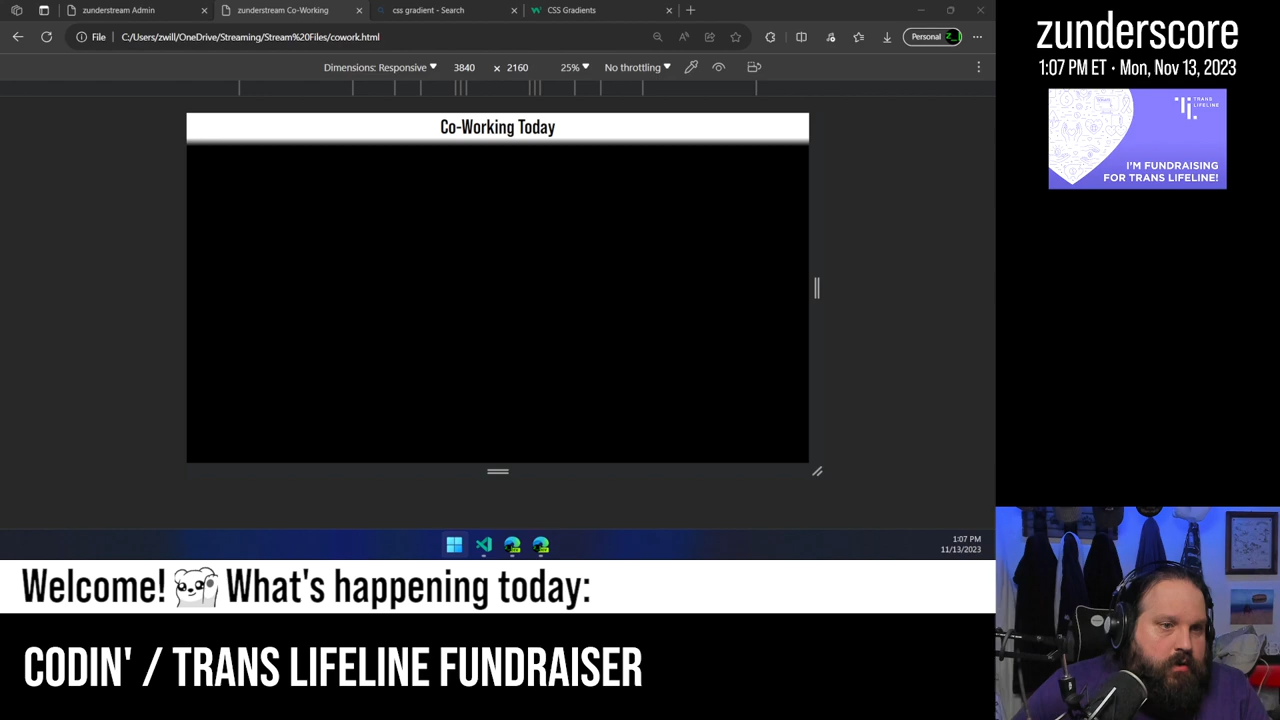 zunderstream Admin
zunderstream Co-Working
css gradient - Search
CSS Gradients
File
C:/Users/zwill/OneDrive/Streaming/Stream%20Files/cowork.html
Personal
Dimensions: Responsive
3840 × 2160
25%
No throttling
Co-Working Today
1:07 PM
11/13/2023
zunderscore
1:07 PM ET · Mon, Nov 13, 2023
TRANS
LIFELINE
I'M FUNDRAISING
FOR TRANS LIFELINE!
Welcome! What's happening today:
CODIN' / TRANS LIFELINE FUNDRAISER